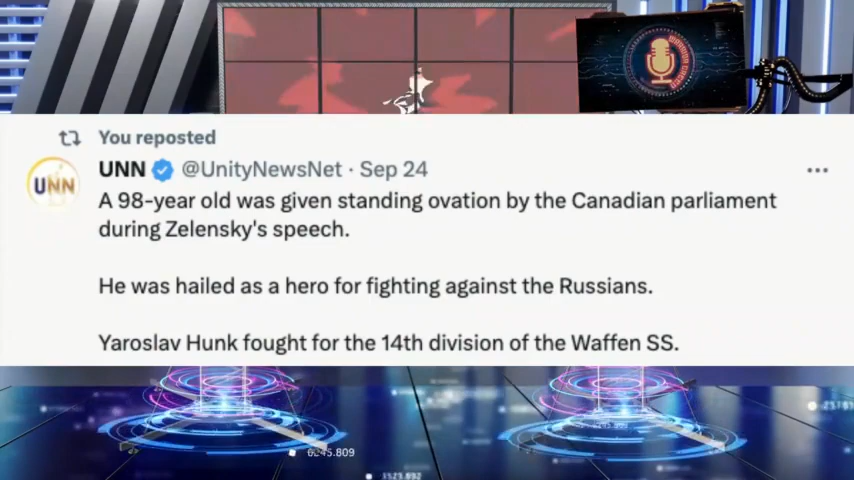 You reposted
UNN @UnityNewsNet · Sep 24
UNN
A 98-year old was given standing ovation by the Canadian parliament
during Zelensky's speech.
He was hailed as a hero for fighting against the Russians.
Yaroslav Hunk fought for the 14th division of the Waffen SS.